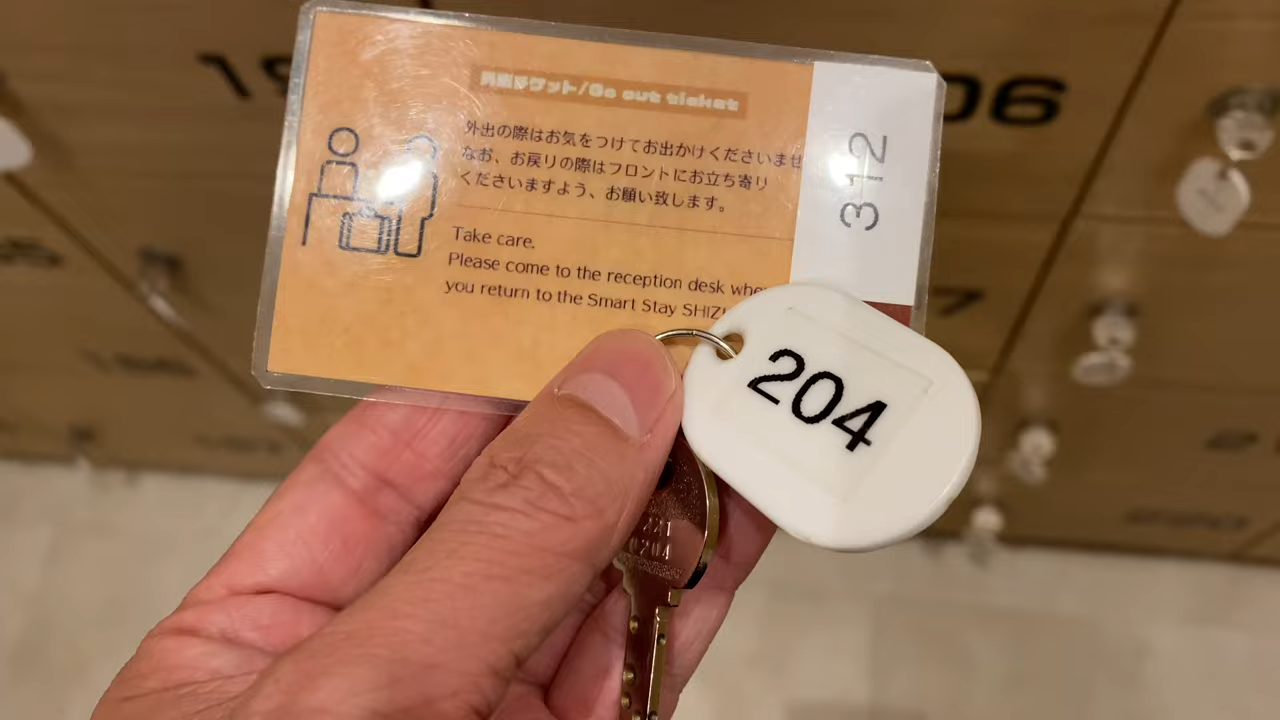 外出チケット/Go out ticket
外出の際はお気をつけてお出かけくださいませ
なお、お戻りの際はフロントにお立ち寄り
くださいますよう、お願い致します。
Take care.
Please come to the reception desk
you return to the Smart Stay
312
204
0204
06
7